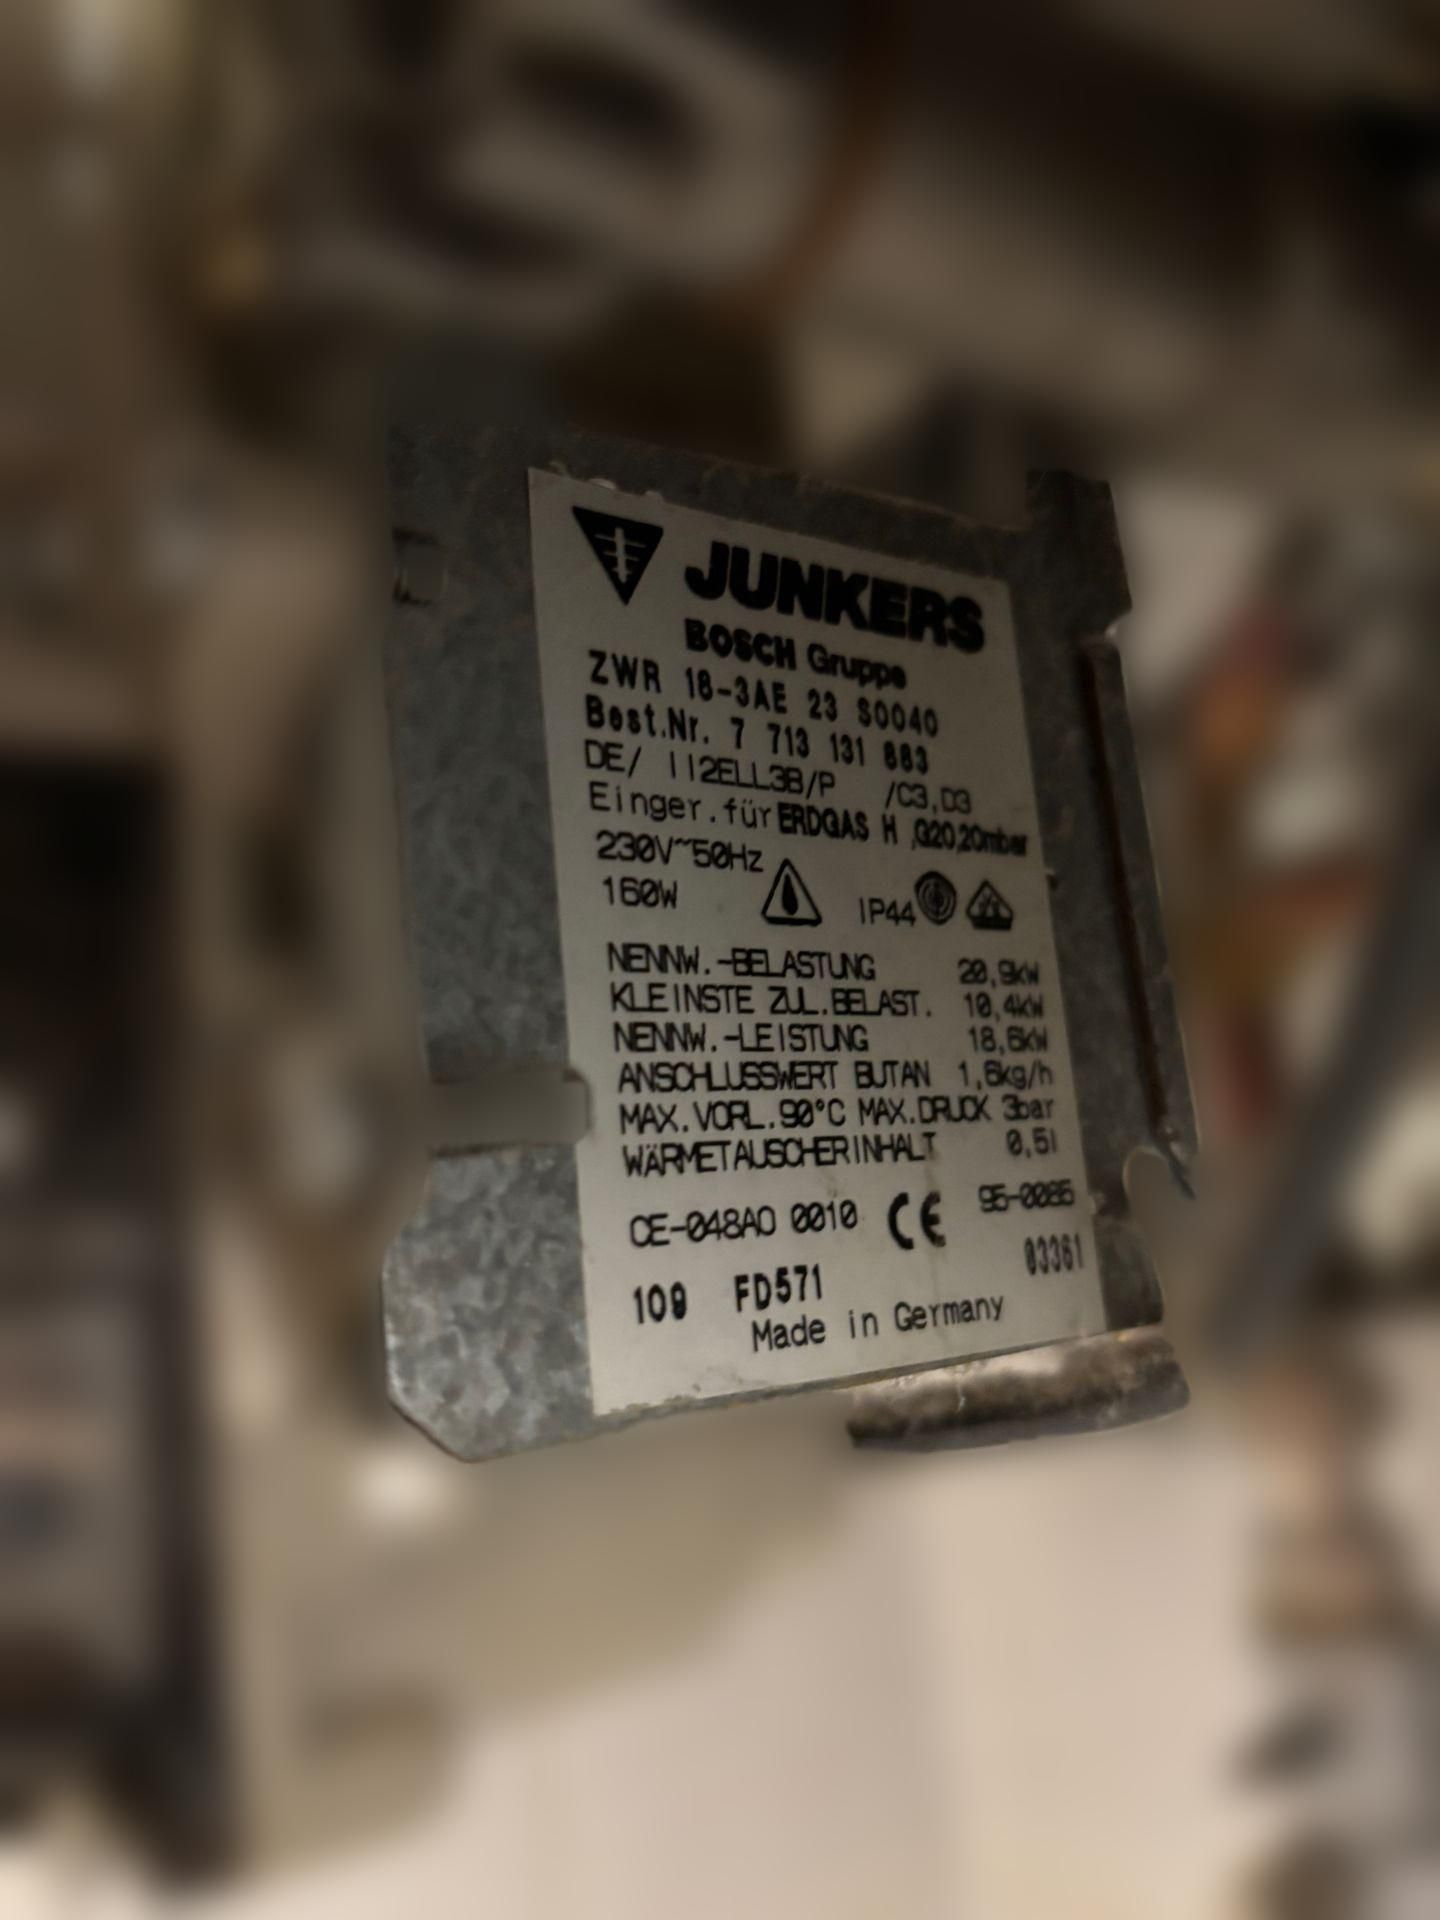 JUNKERS
BOSCH Gruppe
ZWR 18-3AE 23 S0040
Best.Nr. 7 713 131 883
DE/ II2ELL3B/P /C3,D3
Einger.für ERDGAS H ,G20,20mbar
230V~50Hz
160W IP44
NENNW.-BELASTUNG 20,9kW
KLEINSTE ZUL.BELAST. 10,4kW
NENNW.-LEISTUNG 18,6kW
ANSCHLUSSWERT BUTAN 1,6kg/h
MAX.VORL.90°C MAX.DRUCK 3bar
WÄRMETAUSCHERINHALT 0,5l
CE-048AO 0010 CE 95-0085
109 FD571 03361
Made in Germany